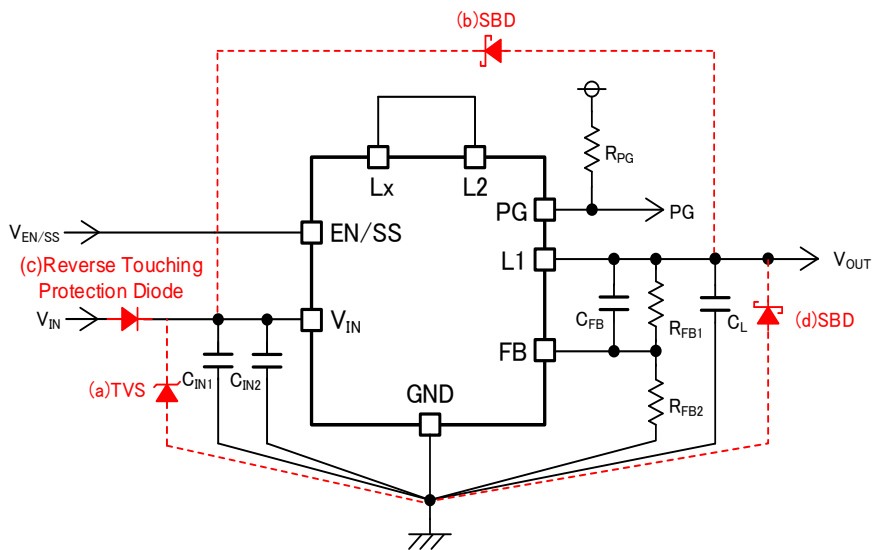 (b)SBD
RPG
Lx
L2
PG
PG
VEN/SS
EN/SS
L1
VOUT
(c)Reverse Touching
Protection Diode
VIN
VIN
CFB
RFB1
CL
(d)SBD
FB
(a)TVS
CIN1
CIN2
GND
RFB2